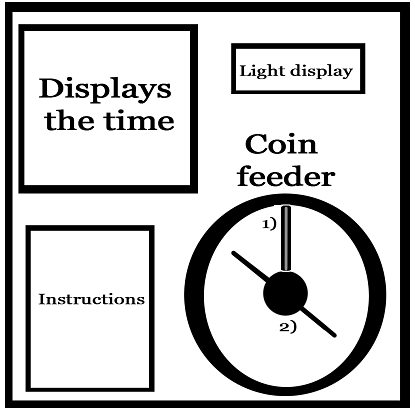 Displays
the time
Light display
Coin
feeder
1)
Instructions
2)